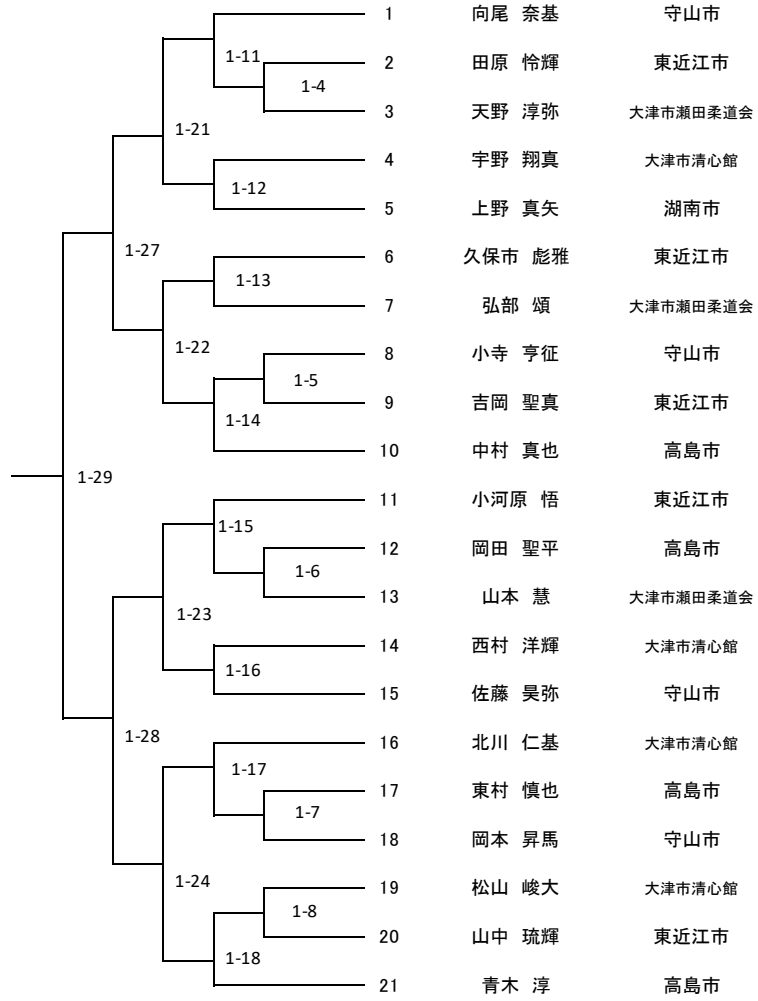 1 向尾 奈基 守山市
1-11
2 田原 怜輝 東近江市
1-4
3 天野 淳弥 大津市瀬田柔道会
1-21
4 宇野 翔真 大津市清心館
1-12
5 上野 真矢 湖南市
1-27
6 久保市 彪雅 東近江市
1-13
7 弘部 頌 大津市瀬田柔道会
1-22
8 小寺 亨征 守山市
1-5
9 吉岡 聖真 東近江市
1-14
10 中村 真也 高島市
1-29
11 小河原 悟 東近江市
1-15
12 岡田 聖平 高島市
1-6
13 山本 慧 大津市瀬田柔道会
1-23
14 西村 洋輝 大津市清心館
1-16
15 佐藤 昊弥 守山市
1-28
16 北川 仁基 大津市清心館
1-17
17 東村 慎也 高島市
1-7
18 岡本 昇馬 守山市
1-24
19 松山 峻大 大津市清心館
1-8
20 山中 琉輝 東近江市
1-18
21 青木 淳 高島市